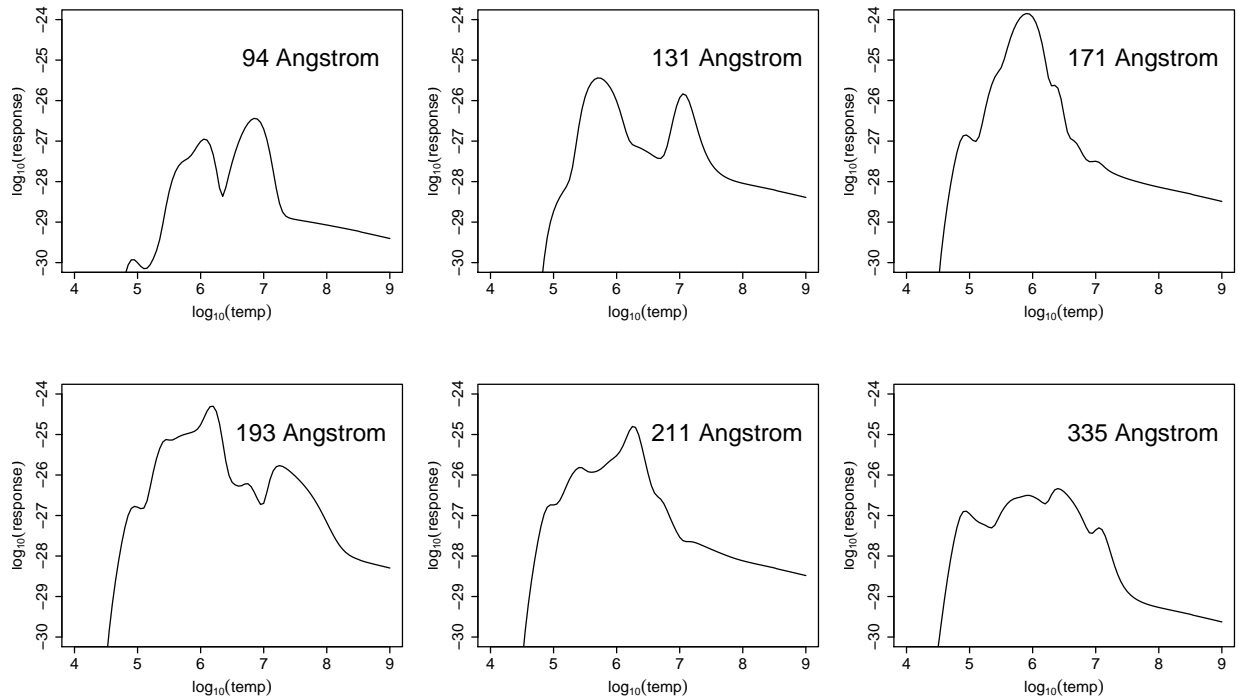 94 Angstrom
log₁₀(response)
−24
−25
−26
−27
−28
−29
−30
4 5 6 7 8 9
log₁₀(temp)
131 Angstrom
log₁₀(response)
−24
−25
−26
−27
−28
−29
−30
4 5 6 7 8 9
log₁₀(temp)
171 Angstrom
log₁₀(response)
−24
−25
−26
−27
−28
−29
−30
4 5 6 7 8 9
log₁₀(temp)
193 Angstrom
log₁₀(response)
−24
−25
−26
−27
−28
−29
−30
4 5 6 7 8 9
log₁₀(temp)
211 Angstrom
log₁₀(response)
−24
−25
−26
−27
−28
−29
−30
4 5 6 7 8 9
log₁₀(temp)
335 Angstrom
log₁₀(response)
−24
−25
−26
−27
−28
−29
−30
4 5 6 7 8 9
log₁₀(temp)